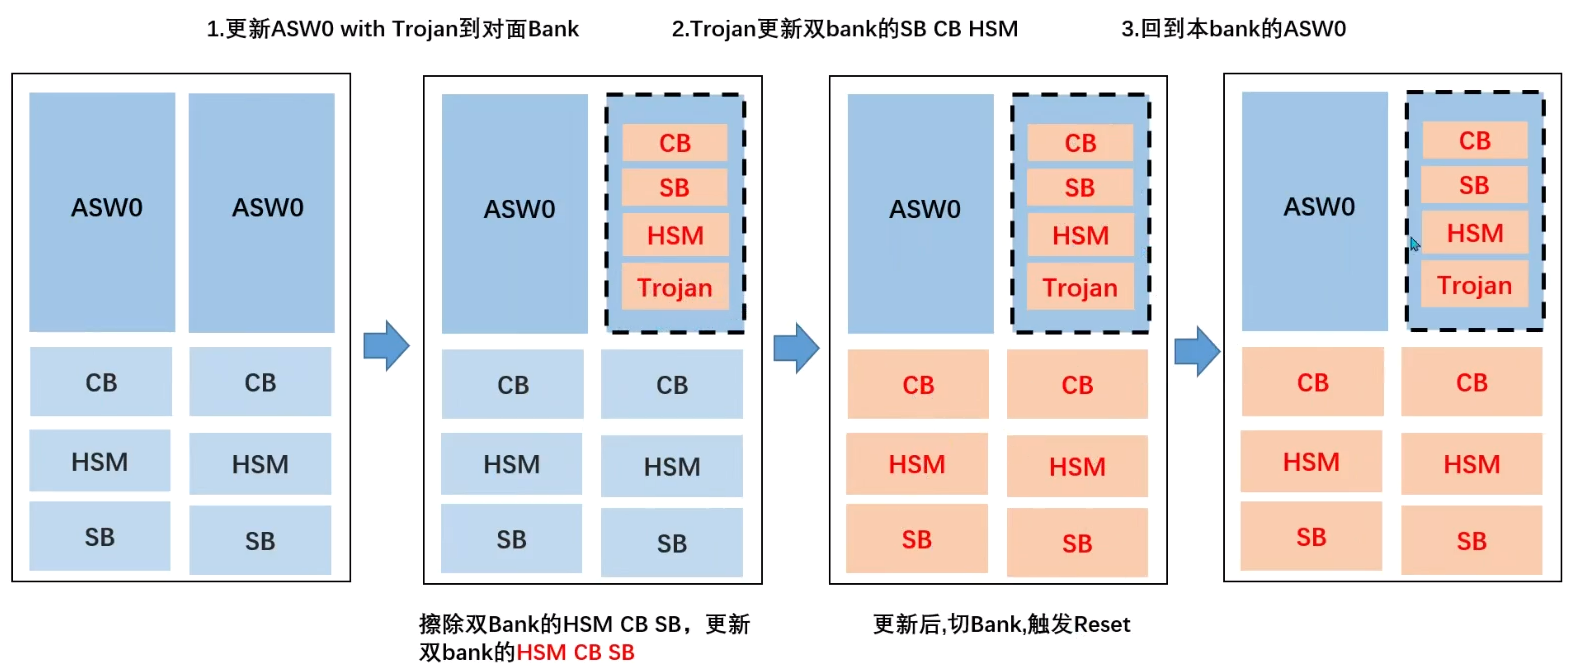 1.更新ASW0 with Trojan到对面Bank
2.Trojan更新双bank的SB CB HSM
3.回到本bank的ASW0
ASW0
ASW0
CB
CB
HSM
HSM
SB
SB
ASW0
CB
SB
HSM
Trojan
CB
CB
HSM
HSM
SB
SB
擦除双Bank的HSM CB SB，更新
双bank的HSM CB SB
ASW0
CB
SB
HSM
Trojan
CB
CB
HSM
HSM
SB
SB
更新后,切Bank,触发Reset
ASW0
CB
SB
HSM
Trojan
CB
CB
HSM
HSM
SB
SB